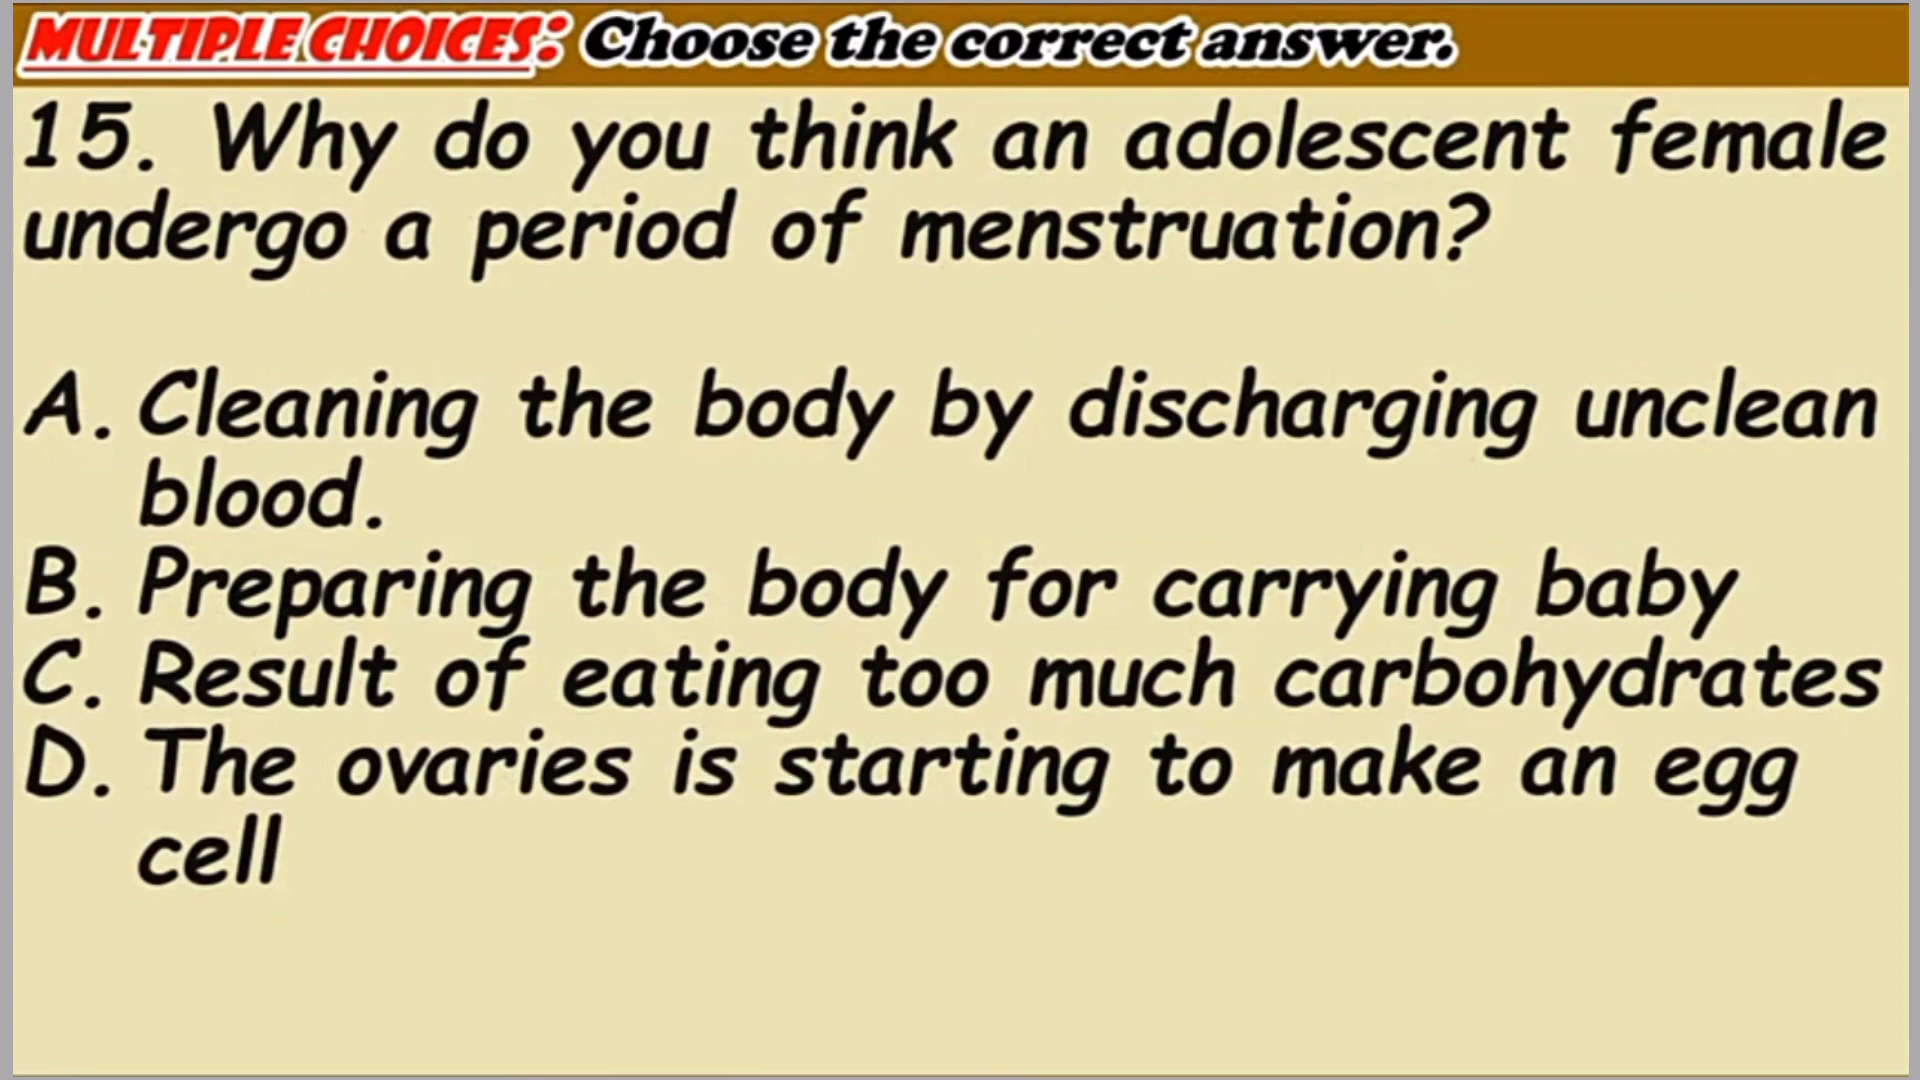 MULTIPLE CHOICES: Choose the correct answer.
15. Why do you think an adolescent female
undergo a period of menstruation?
A. Cleaning the body by discharging unclean
blood.
B. Preparing the body for carrying baby
C. Result of eating too much carbohydrates
D. The ovaries is starting to make an egg
cell